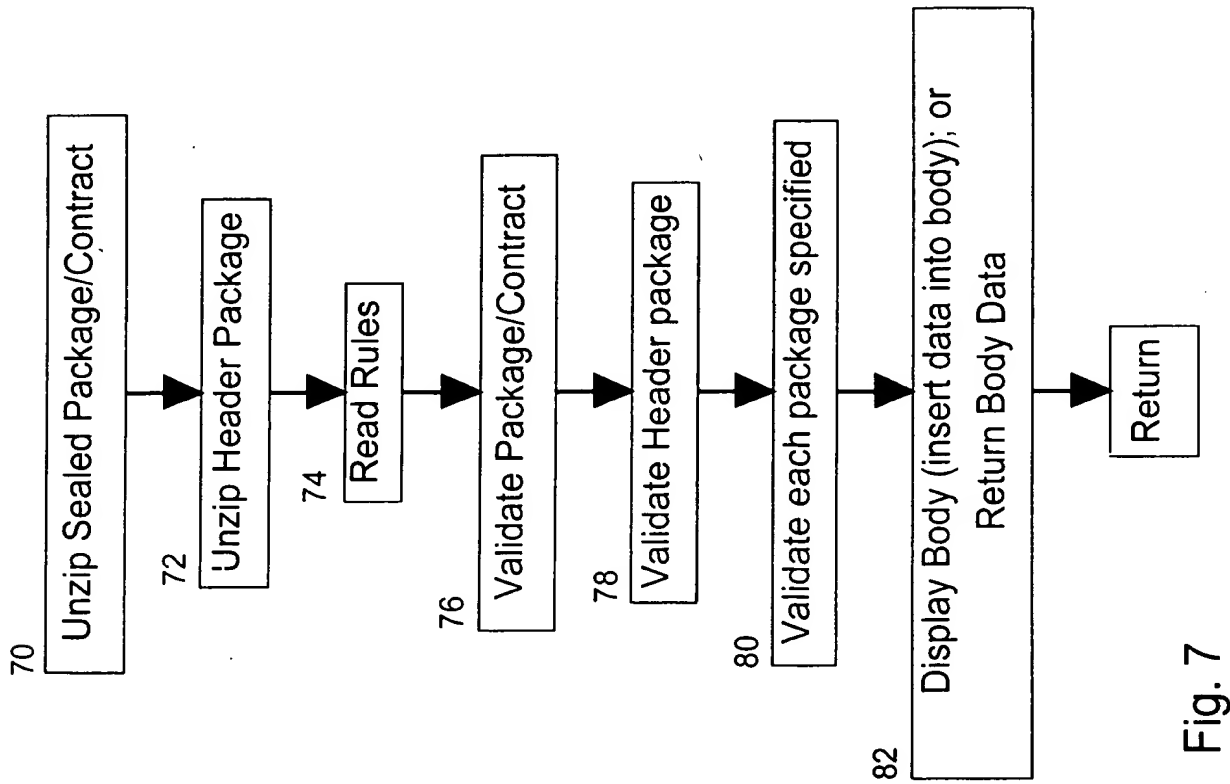 70
Unzip Sealed Package/Contract
72
Unzip Header Package
74
Read Rules
76
Validate Package/Contract
78
Validate Header package
80
Validate each package specified
82
Display Body (insert data into body); or
Return Body Data
Return
Fig. 7